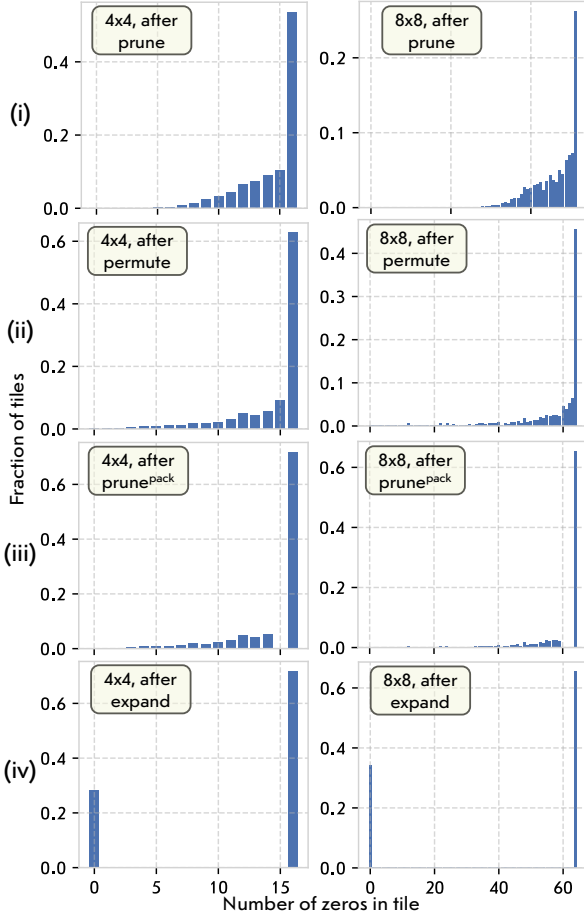 4x4, after
prune
8x8, after
prune
0.4
0.2
0.0
0.2
0.1
0.0
(i)
4x4, after
permute
8x8, after
permute
0.6
0.4
0.2
0.0
0.4
0.3
0.2
0.1
0.0
(ii)
Fraction of tiles
4x4, after
prune^pack
8x8, after
prune^pack
0.6
0.4
0.2
0.0
0.6
0.4
0.2
0.0
(iii)
4x4, after
expand
8x8, after
expand
0.6
0.4
0.2
0.0
0.6
0.4
0.2
0.0
(iv)
0 5 10 15
0 20 40 60
Number of zeros in tile